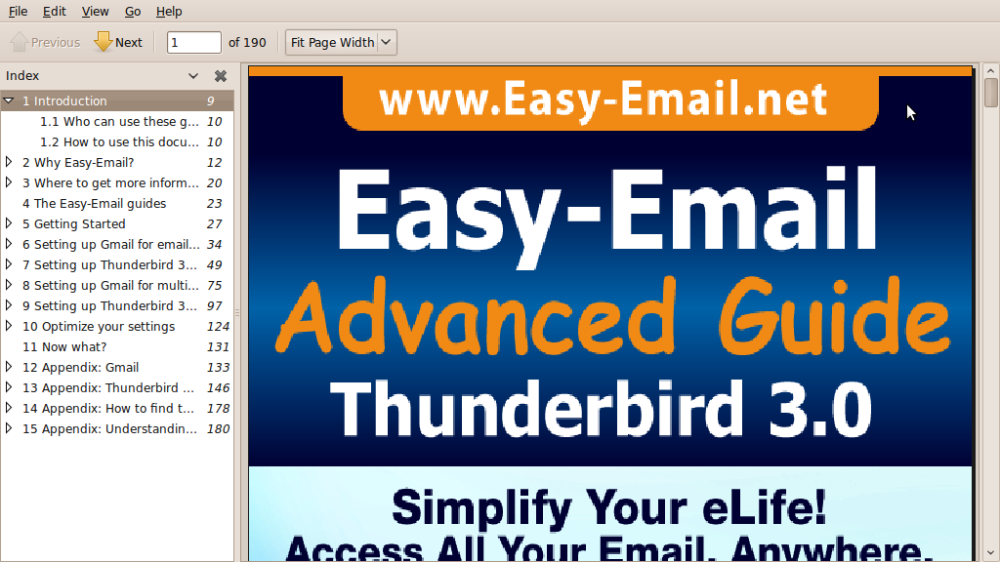 File Edit View Go Help
Previous Next 1 of 190 Fit Page Width
Index
1 Introduction 9
1.1 Who can use these g... 10
1.2 How to use this docu... 10
2 Why Easy-Email? 12
3 Where to get more inform... 20
4 The Easy-Email guides 23
5 Getting Started 27
6 Setting up Gmail for email... 34
7 Setting up Thunderbird 3... 49
8 Setting up Gmail for multi... 75
9 Setting up Thunderbird 3... 97
10 Optimize your settings 124
11 Now what? 131
12 Appendix: Gmail 133
13 Appendix: Thunderbird ... 146
14 Appendix: How to find t... 178
15 Appendix: Understandin... 180
www.Easy-Email.net
Easy-Email
Advanced Guide
Thunderbird 3.0
Simplify Your eLife!
Access All Your Email, Anywhere.